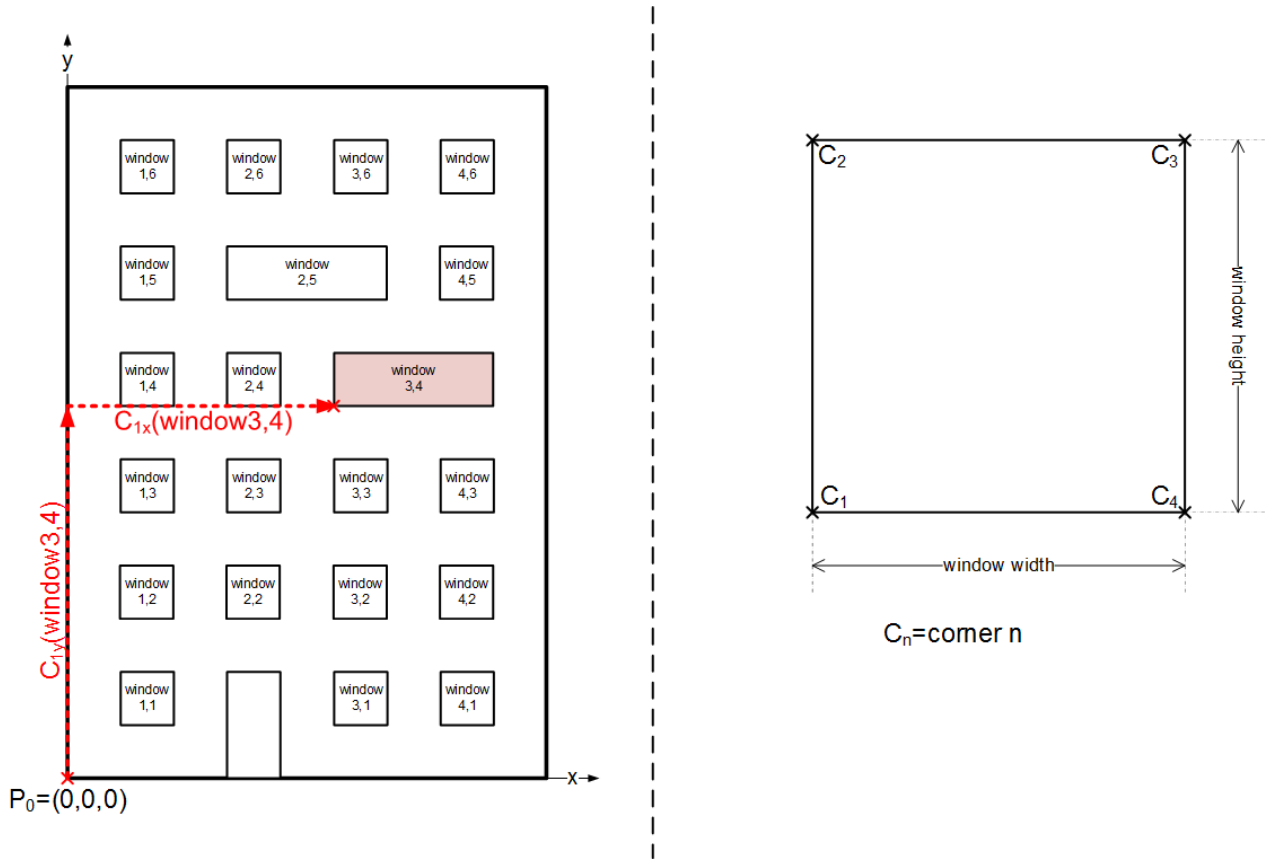 y
window
1,6
window
2,6
window
3,6
window
4,6
window
1,5
window
2,5
window
4,5
window
1,4
window
2,4
window
3,4
C1x(window3,4)
window
1,3
window
2,3
window
3,3
window
4,3
C1y(window3,4)
window
1,2
window
2,2
window
3,2
window
4,2
window
1,1
window
3,1
window
4,1
x
P0=(0,0,0)
C2
C3
window height
C1
C4
window width
Cn=corner n